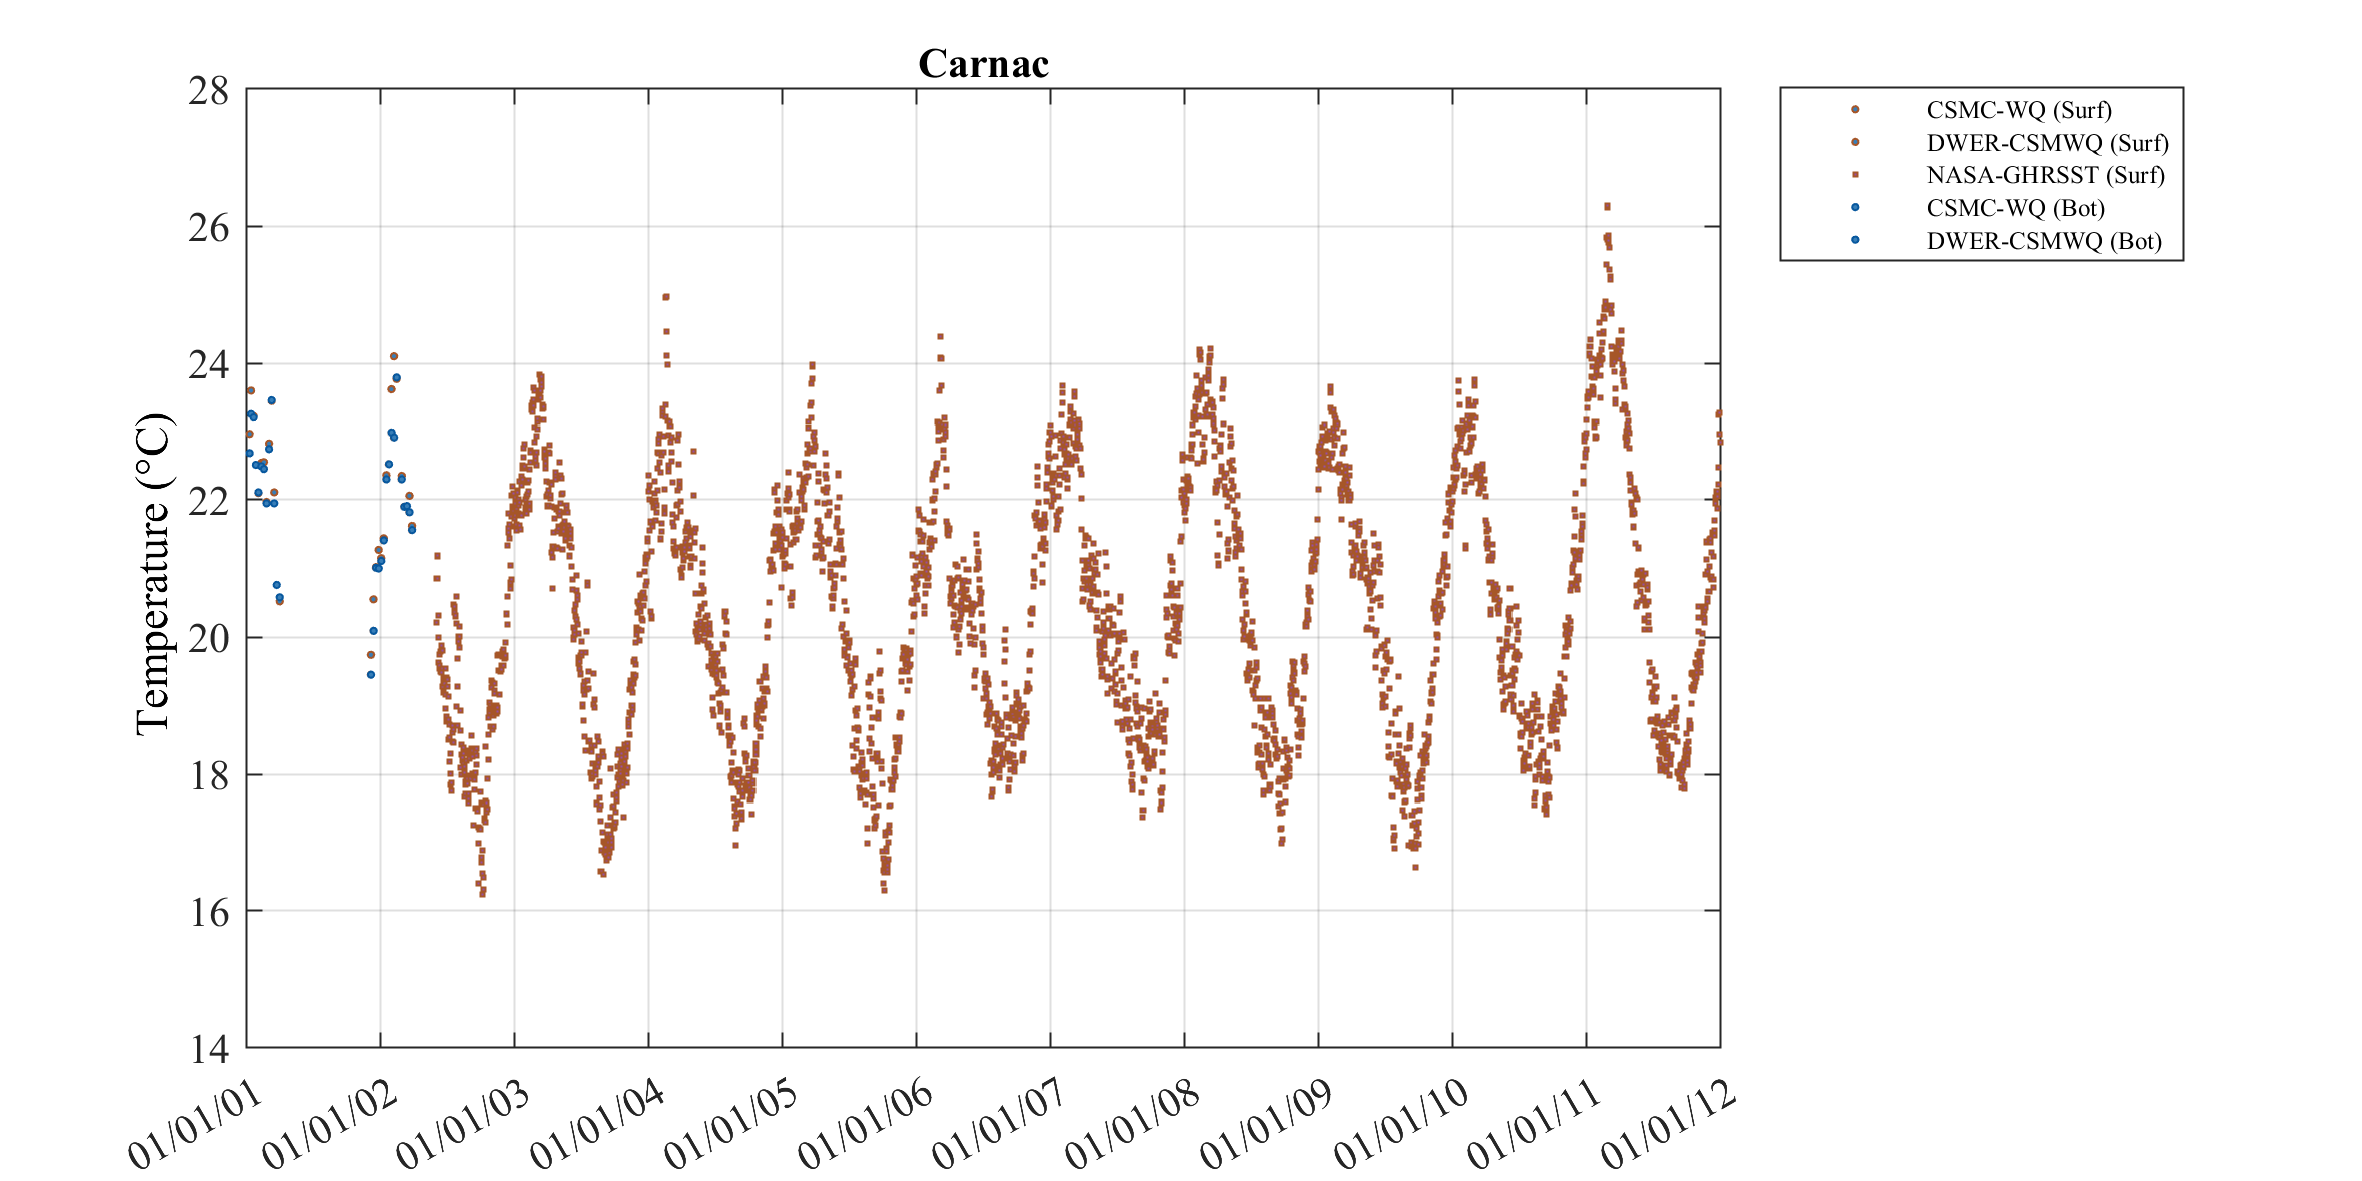 Carnac
28
26
24
22
20
18
16
14
Temperature (°C)
01/01/01
01/01/02
01/01/03
01/01/04
01/01/05
01/01/06
01/01/07
01/01/08
01/01/09
01/01/10
01/01/11
01/01/12
CSMC-WQ (Surf)
DWER-CSMWQ (Surf)
NASA-GHRSST (Surf)
CSMC-WQ (Bot)
DWER-CSMWQ (Bot)